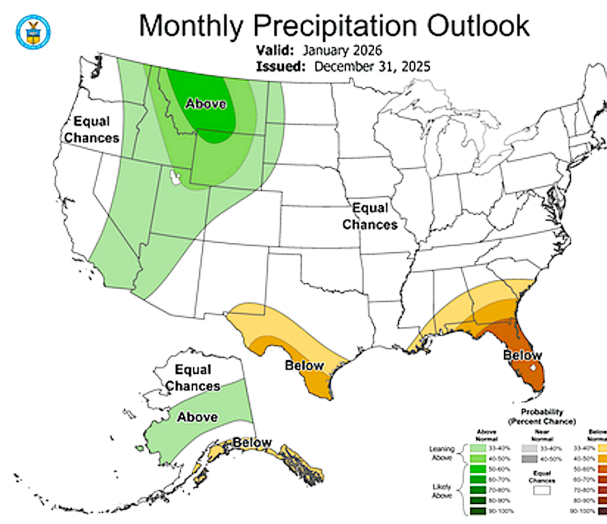 Monthly Precipitation Outlook
Valid: January 2026
Issued: December 31, 2025
Above
Equal
Chances
Equal
Chances
Below
Below
Equal
Chances
Above
Below
Probability
(Percent Chance)
Above
Normal
Near
Normal
Below
Normal
Leaning
Above
33-40%
33-40%
33-40%
40-50%
40-50%
40-50%
Likely
Above
50-60%
50-60%
60-70%
60-70%
70-80%
70-80%
80-90%
80-90%
90-100%
90-100%
Equal
Chances